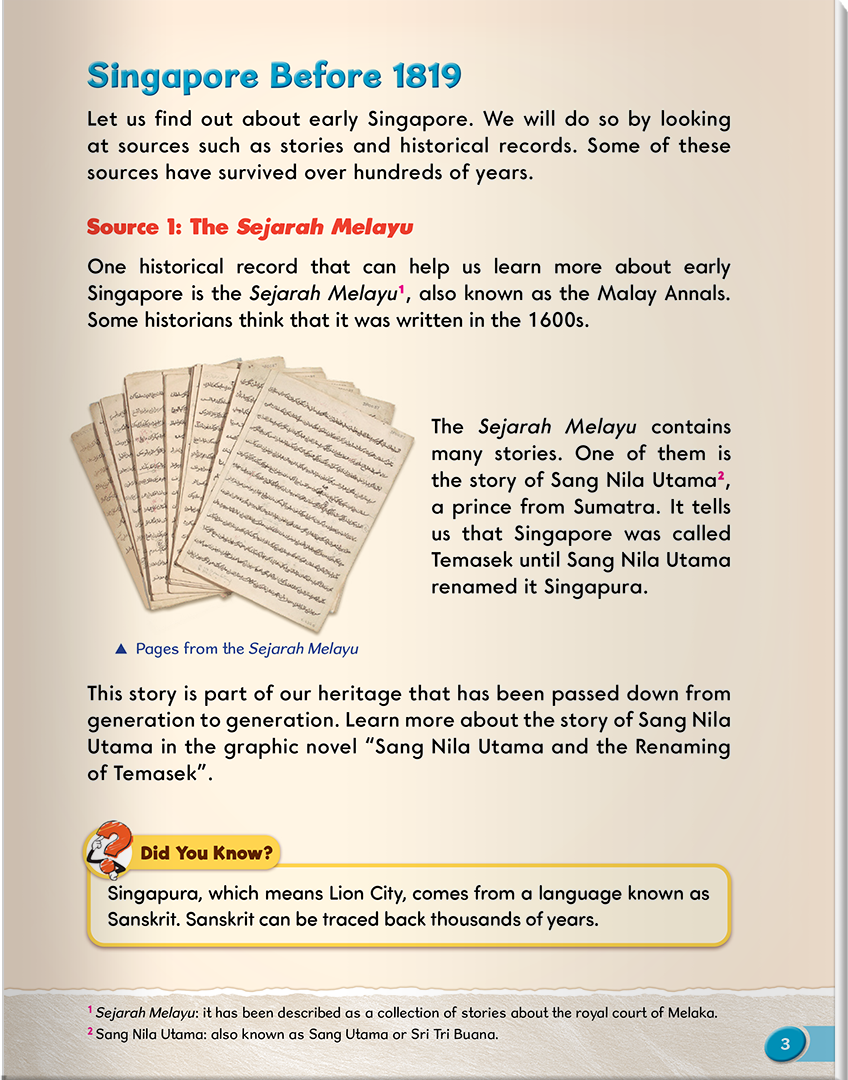 Singapore Before 1819
Let us find out about early Singapore. We will do so by looking
at sources such as stories and historical records. Some of these
sources have survived over hundreds of years.
Source 1: The Sejarah Melayu
One historical record that can help us learn more about early
Singapore is the Sejarah Melayu¹, also known as the Malay Annals.
Some historians think that it was written in the 1600s.
The Sejarah Melayu contains
many stories. One of them is
the story of Sang Nila Utama²,
a prince from Sumatra. It tells
us that Singapore was called
Temasek until Sang Nila Utama
renamed it Singapura.
▲ Pages from the Sejarah Melayu
This story is part of our heritage that has been passed down from
generation to generation. Learn more about the story of Sang Nila
Utama in the graphic novel “Sang Nila Utama and the Renaming
of Temasek”.
?
Did You Know?
Singapura, which means Lion City, comes from a language known as
Sanskrit. Sanskrit can be traced back thousands of years.
¹ Sejarah Melayu: it has been described as a collection of stories about the royal court of Melaka.
² Sang Nila Utama: also known as Sang Utama or Sri Tri Buana.
3